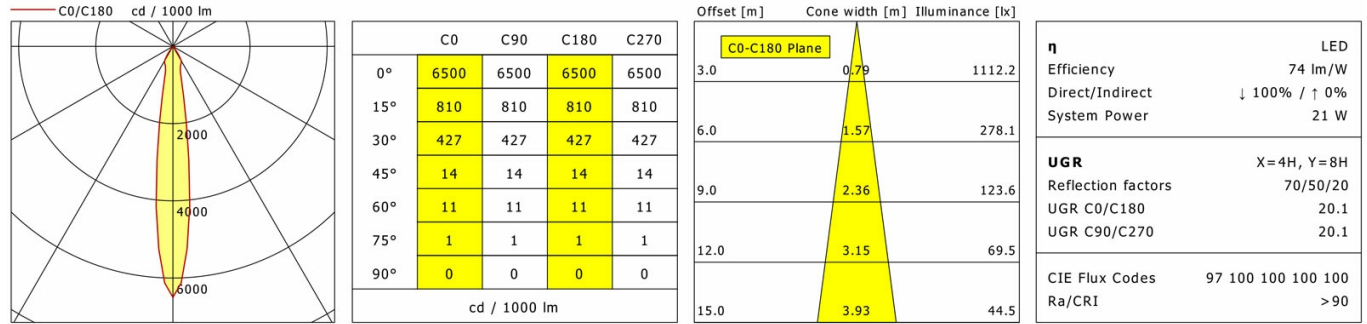 C0/C180 cd / 1000 lm
2000
4000
6000
C0 C90 C180 C270
0° 6500 6500 6500 6500
15° 810 810 810 810
30° 427 427 427 427
45° 14 14 14 14
60° 11 11 11 11
75° 1 1 1 1
90° 0 0 0 0
cd / 1000 lm
Offset [m] Cone width [m] Illuminance [lx]
C0-C180 Plane
3.0 0.79 1112.2
6.0 1.57 278.1
9.0 2.36 123.6
12.0 3.15 69.5
15.0 3.93 44.5
η LED
Efficiency 74 lm/W
Direct/Indirect ↓ 100% / ↑ 0%
System Power 21 W
UGR X=4H, Y=8H
Reflection factors 70/50/20
UGR C0/C180 20.1
UGR C90/C270 20.1
CIE Flux Codes 97 100 100 100 100
Ra/CRI >90